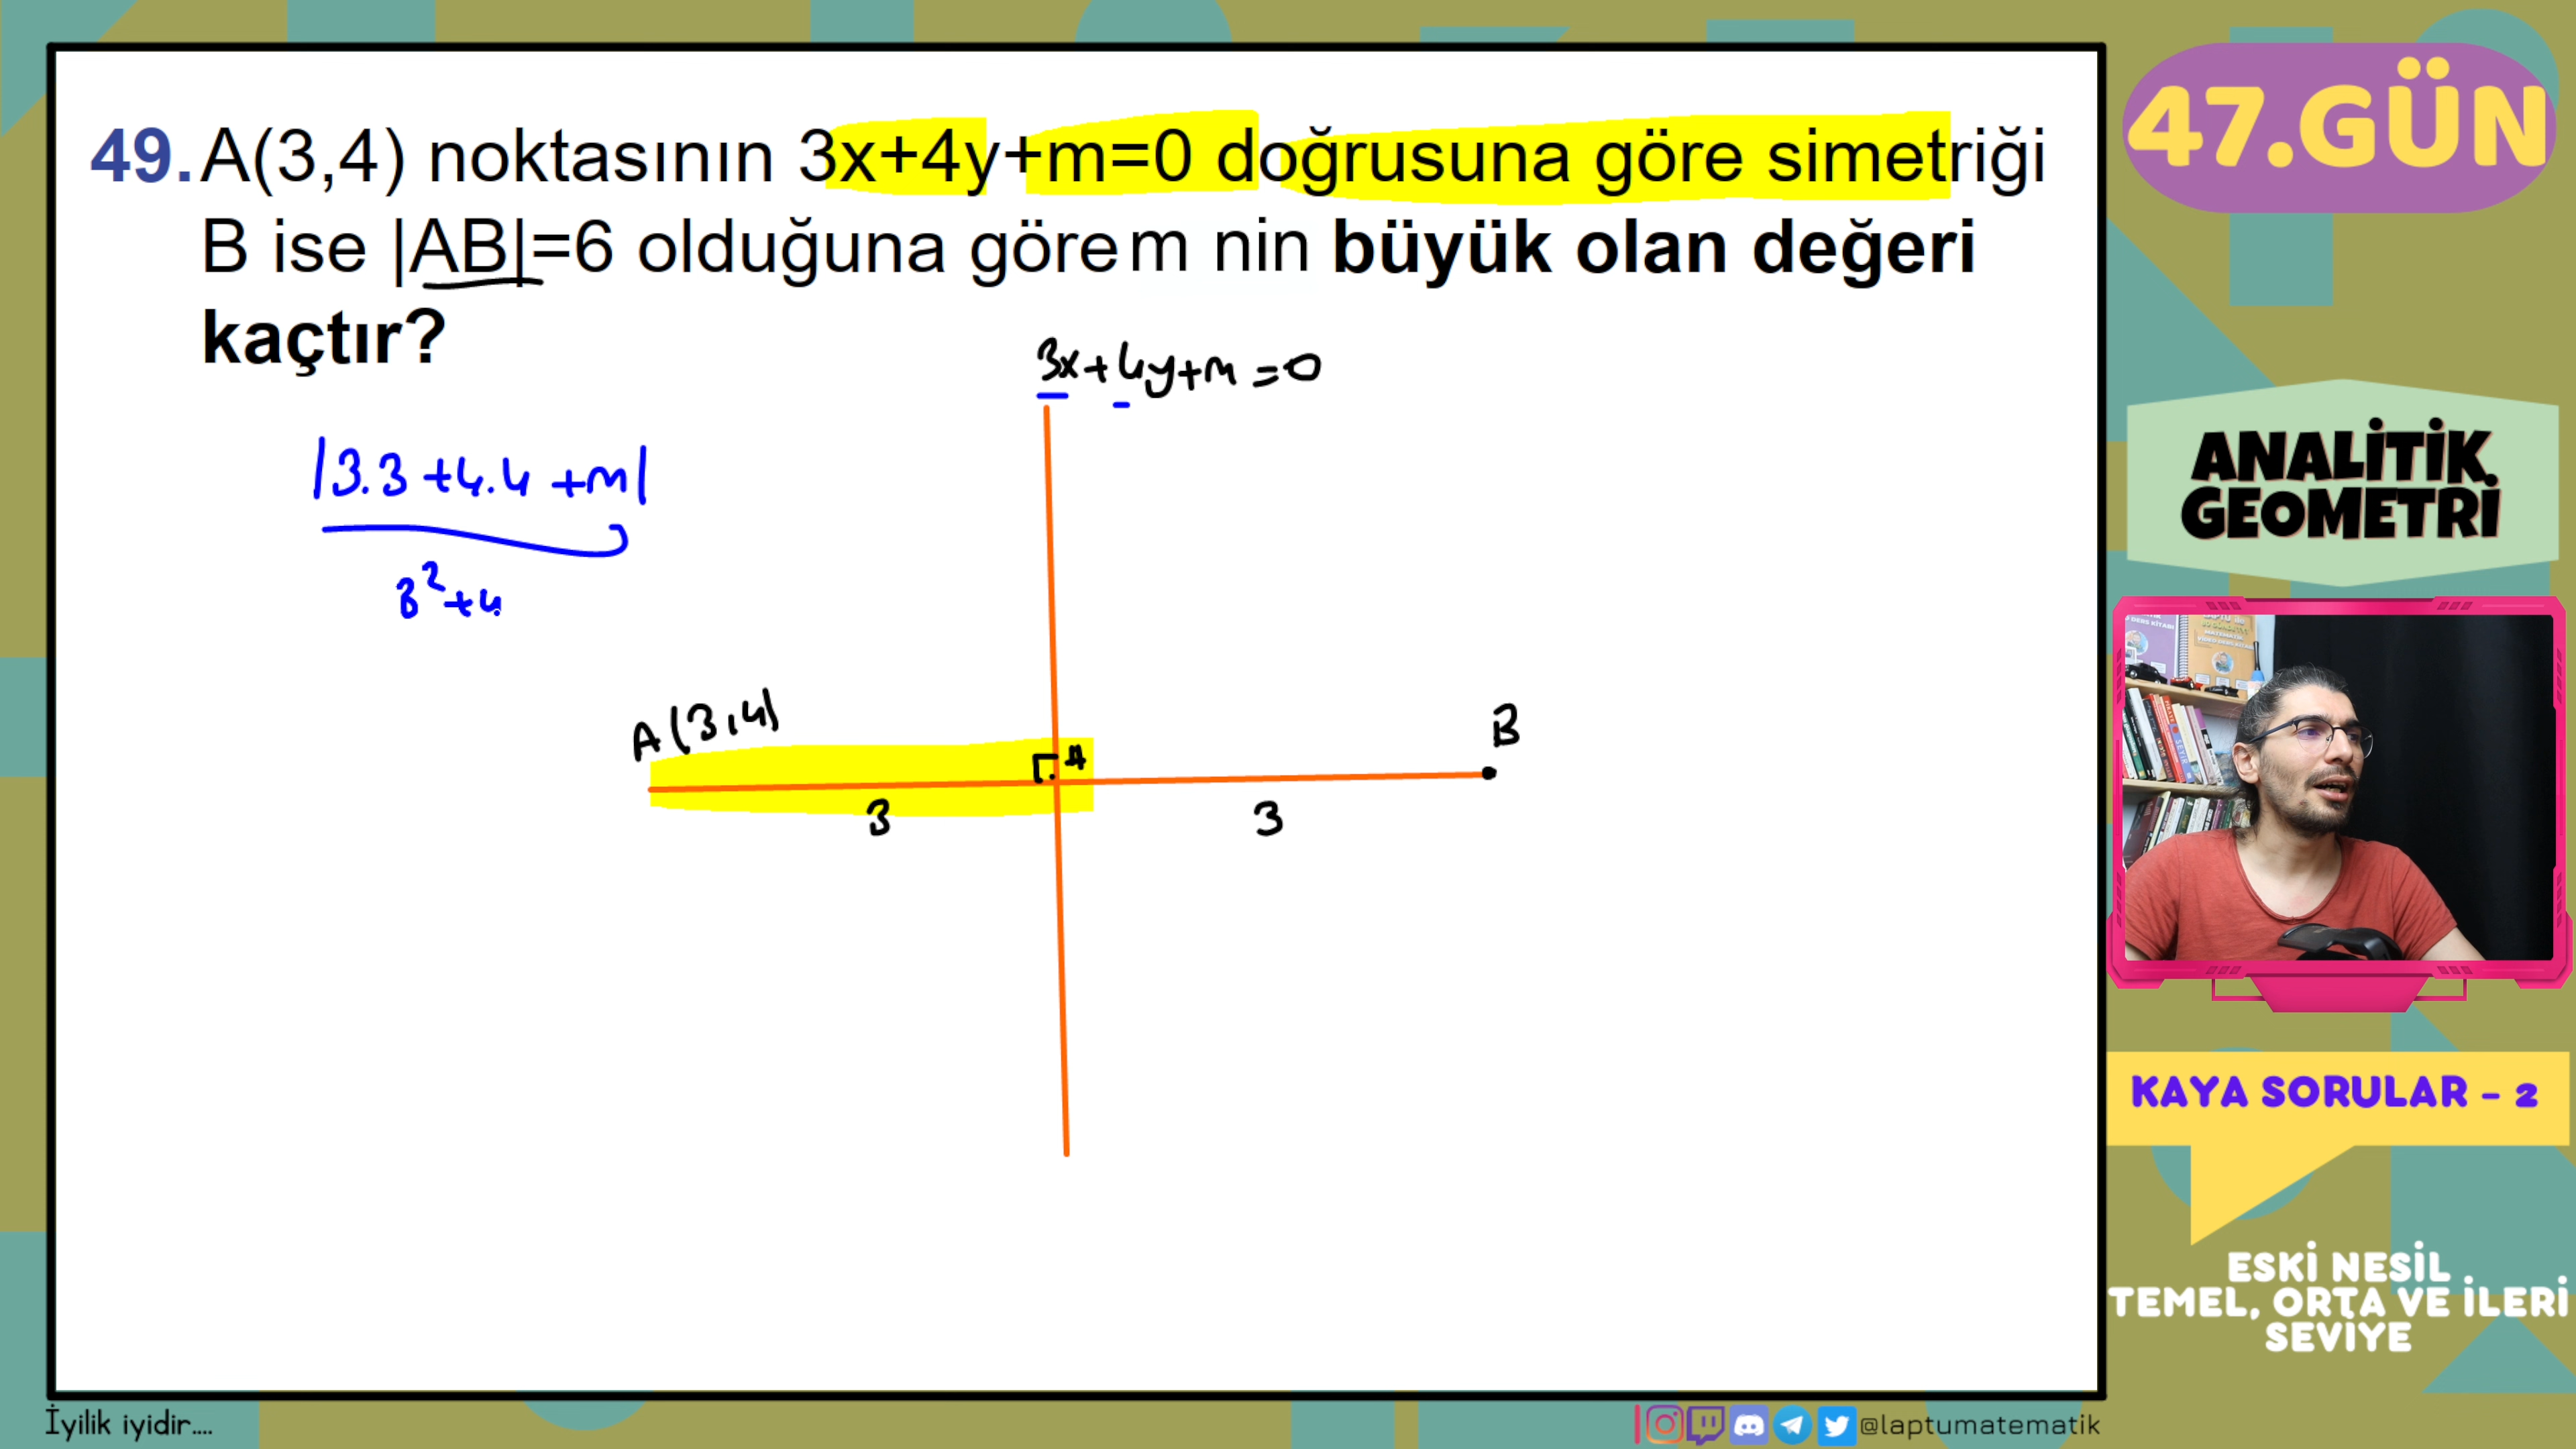 49. A(3,4) noktasının 3x+4y+m=0 doğrusuna göre simetriği
B ise |AB|=6 olduğuna göre m nin büyük olan değeri
kaçtır?
3x+4y+m=0
|3.3+4.4+m|
3²+4
A(3,4)
B
3
3
47.GÜN
ANALİTİK
GEOMETRİ
KAYA SORULAR - 2
ESKİ NESİL
TEMEL, ORTA VE İLERİ
SEVİYE
İyilik iyidir....
@laptumatematik